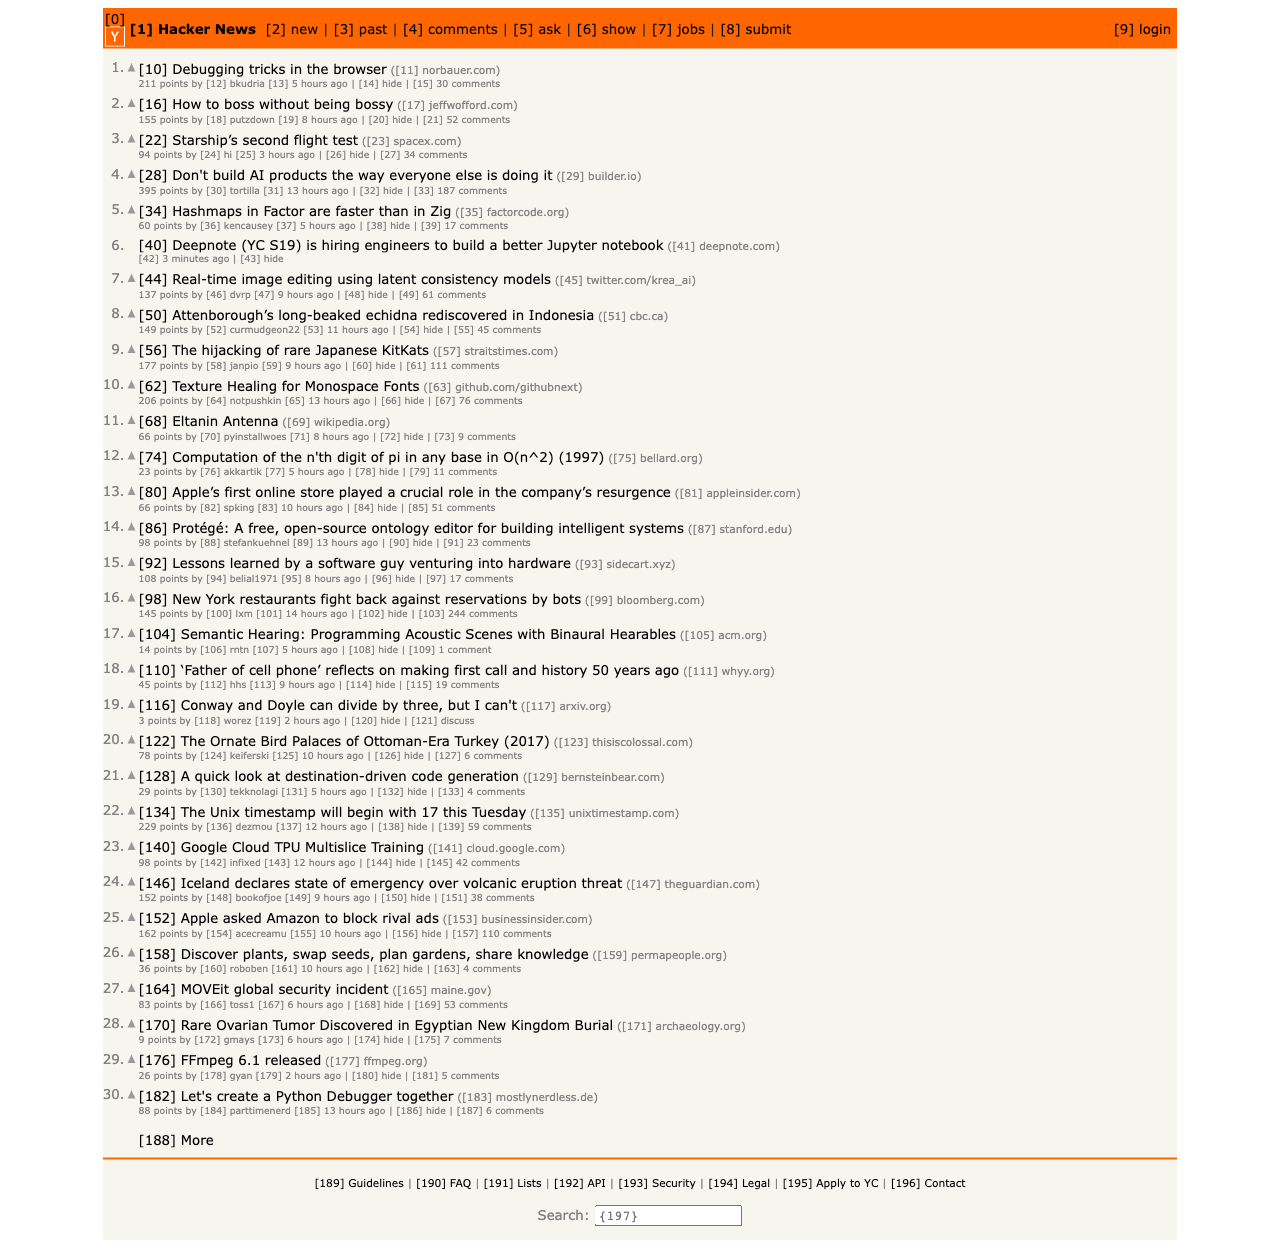 [0]
Y
[1] Hacker News [2] new | [3] past | [4] comments | [5] ask | [6] show | [7] jobs | [8] submit [9] login
1. [10] Debugging tricks in the browser ([11] norbauer.com)
211 points by [12] bkudria [13] 5 hours ago | [14] hide | [15] 30 comments
2. [16] How to boss without being bossy ([17] jeffwofford.com)
155 points by [18] putzdown [19] 8 hours ago | [20] hide | [21] 52 comments
3. [22] Starship’s second flight test ([23] spacex.com)
94 points by [24] hi [25] 3 hours ago | [26] hide | [27] 34 comments
4. [28] Don't build AI products the way everyone else is doing it ([29] builder.io)
395 points by [30] tortilla [31] 13 hours ago | [32] hide | [33] 187 comments
5. [34] Hashmaps in Factor are faster than in Zig ([35] factorcode.org)
60 points by [36] kencausey [37] 5 hours ago | [38] hide | [39] 17 comments
6. [40] Deepnote (YC S19) is hiring engineers to build a better Jupyter notebook ([41] deepnote.com)
[42] 3 minutes ago | [43] hide
7. [44] Real-time image editing using latent consistency models ([45] twitter.com/krea_ai)
137 points by [46] dvrp [47] 9 hours ago | [48] hide | [49] 61 comments
8. [50] Attenborough’s long-beaked echidna rediscovered in Indonesia ([51] cbc.ca)
149 points by [52] curmudgeon22 [53] 11 hours ago | [54] hide | [55] 45 comments
9. [56] The hijacking of rare Japanese KitKats ([57] straitstimes.com)
177 points by [58] janpio [59] 9 hours ago | [60] hide | [61] 111 comments
10. [62] Texture Healing for Monospace Fonts ([63] github.com/githubnext)
206 points by [64] notpushkin [65] 13 hours ago | [66] hide | [67] 76 comments
11. [68] Eltanin Antenna ([69] wikipedia.org)
66 points by [70] pyinstallwoes [71] 8 hours ago | [72] hide | [73] 9 comments
12. [74] Computation of the n'th digit of pi in any base in O(n^2) (1997) ([75] bellard.org)
23 points by [76] akkartik [77] 5 hours ago | [78] hide | [79] 11 comments
13. [80] Apple’s first online store played a crucial role in the company’s resurgence ([81] appleinsider.com)
66 points by [82] spking [83] 10 hours ago | [84] hide | [85] 51 comments
14. [86] Protégé: A free, open-source ontology editor for building intelligent systems ([87] stanford.edu)
98 points by [88] stefankuehnel [89] 13 hours ago | [90] hide | [91] 23 comments
15. [92] Lessons learned by a software guy venturing into hardware ([93] sidecart.xyz)
108 points by [94] belial1971 [95] 8 hours ago | [96] hide | [97] 17 comments
16. [98] New York restaurants fight back against reservations by bots ([99] bloomberg.com)
145 points by [100] lxm [101] 14 hours ago | [102] hide | [103] 244 comments
17. [104] Semantic Hearing: Programming Acoustic Scenes with Binaural Hearables ([105] acm.org)
14 points by [106] rntn [107] 5 hours ago | [108] hide | [109] 1 comment
18. [110] ‘Father of cell phone’ reflects on making first call and history 50 years ago ([111] whyy.org)
45 points by [112] hhs [113] 9 hours ago | [114] hide | [115] 19 comments
19. [116] Conway and Doyle can divide by three, but I can't ([117] arxiv.org)
3 points by [118] worez [119] 2 hours ago | [120] hide | [121] discuss
20. [122] The Ornate Bird Palaces of Ottoman-Era Turkey (2017) ([123] thisiscolossal.com)
78 points by [124] keiferski [125] 10 hours ago | [126] hide | [127] 6 comments
21. [128] A quick look at destination-driven code generation ([129] bernsteinbear.com)
29 points by [130] tekknolagi [131] 5 hours ago | [132] hide | [133] 4 comments
22. [134] The Unix timestamp will begin with 17 this Tuesday ([135] unixtimestamp.com)
229 points by [136] dezmou [137] 12 hours ago | [138] hide | [139] 59 comments
23. [140] Google Cloud TPU Multislice Training ([141] cloud.google.com)
98 points by [142] infixed [143] 12 hours ago | [144] hide | [145] 42 comments
24. [146] Iceland declares state of emergency over volcanic eruption threat ([147] theguardian.com)
152 points by [148] bookofjoe [149] 9 hours ago | [150] hide | [151] 38 comments
25. [152] Apple asked Amazon to block rival ads ([153] businessinsider.com)
162 points by [154] acecreamu [155] 10 hours ago | [156] hide | [157] 110 comments
26. [158] Discover plants, swap seeds, plan gardens, share knowledge ([159] permapeople.org)
36 points by [160] roboben [161] 10 hours ago | [162] hide | [163] 4 comments
27. [164] MOVEit global security incident ([165] maine.gov)
83 points by [166] toss1 [167] 6 hours ago | [168] hide | [169] 53 comments
28. [170] Rare Ovarian Tumor Discovered in Egyptian New Kingdom Burial ([171] archaeology.org)
9 points by [172] gmays [173] 6 hours ago | [174] hide | [175] 7 comments
29. [176] FFmpeg 6.1 released ([177] ffmpeg.org)
26 points by [178] gyan [179] 2 hours ago | [180] hide | [181] 5 comments
30. [182] Let's create a Python Debugger together ([183] mostlynerdless.de)
88 points by [184] parttimenerd [185] 13 hours ago | [186] hide | [187] 6 comments
[188] More
[189] Guidelines | [190] FAQ | [191] Lists | [192] API | [193] Security | [194] Legal | [195] Apply to YC | [196] Contact
Search: {197}